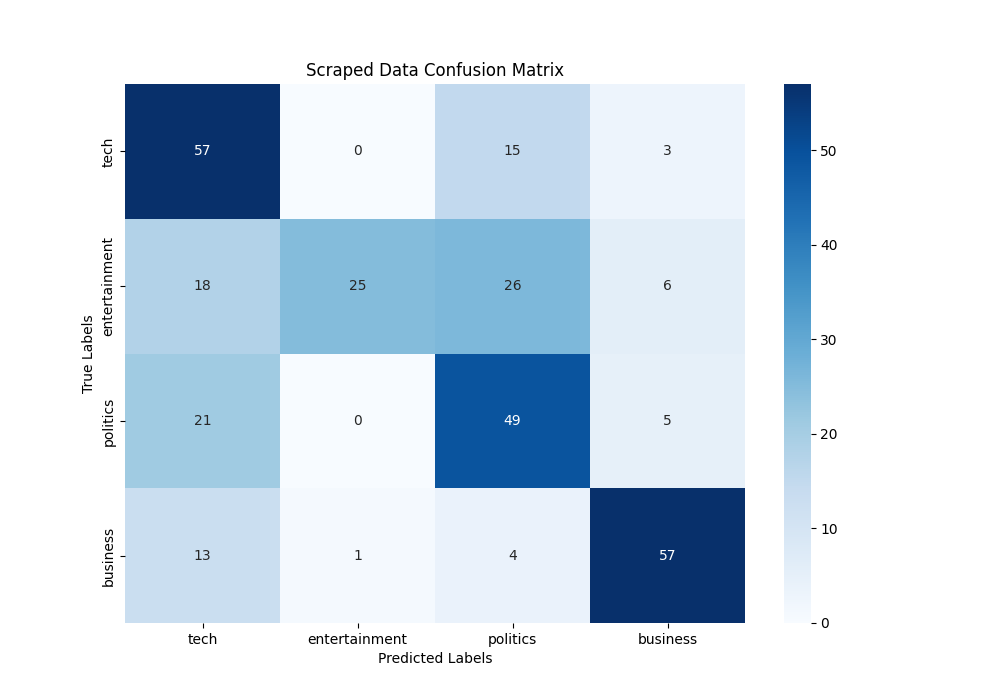 Scraped Data Confusion Matrix
True Labels
tech
57 0 15 3
entertainment
18 25 26 6
politics
21 0 49 5
business
13 1 4 57
tech entertainment politics business
Predicted Labels
50
40
30
20
10
0